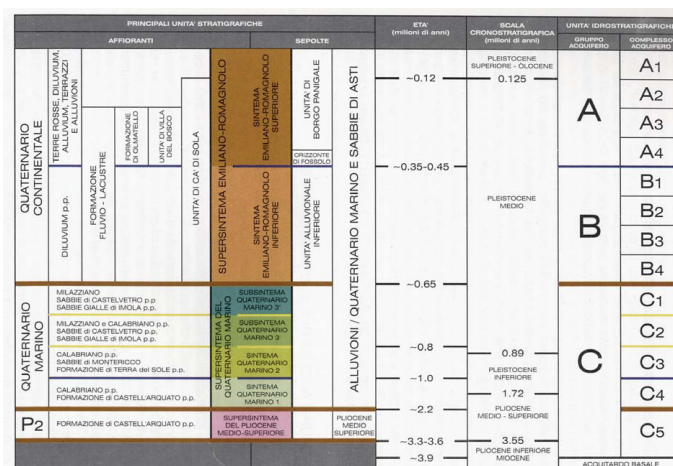 PRINCIPALI UNITA' STRATIGRAFICHE
AFFIORANTI
SEPOLTE
ETA'
(milioni di anni)
SCALA
CRONOSTRATIGRAFICA
(milioni di anni)
UNITA' IDROSTRATIGRAFICHE
GRUPPO
ACQUIFERO
COMPLESSO
ACQUIFERO
QUATERNARIO
CONTINENTALE
TERRE ROSSE, DILUVIUM,
ALLUVIUM, TERRAZZI
E ALLUVIONI
DILUVIUM p.p.
FORMAZIONE
FLUVIO - LACUSTRE
FORMAZIONE
DI OLMATELLO
UNITA' DI VILLA
DEL BOSCO
UNITA' DI CA' DI SOLA
SUPERSINTEMA EMILIANO-ROMAGNOLO
SINTEMA
EMILIANO-ROMAGNOLO
SUPERIORE
SINTEMA
EMILIANO-ROMAGNOLO
INFERIORE
UNITA' DI
BORGO PANIGALE
ORIZZONTE
DI FOSSOLO
UNITA' ALLUVIONALE
INFERIORE
ALLUVIONI / QUATERNARIO MARINO E SABBIE DI ASTI
QUATERNARIO
MARINO
MILAZZIANO
SABBIE di CASTELVETRO p.p
SABBIE GIALLE di IMOLA p.p.
MILAZZIANO e CALABRIANO p.p.
SABBIE di CASTELVETRO p.p.
SABBIE GIALLE di IMOLA p.p.
CALABRIANO p.p.
SABBIE di MONTERICCO
FORMAZIONE DI TERRA del SOLE p.p.
CALABRIANO p.p.
FORMAZIONE di CASTELL'ARQUATO p.p.
SUPERSINTEMA DEL
QUATERNARIO MARINO
SUBSINTEMA
QUATERNARIO
MARINO 3'
SUBSINTEMA
QUATERNARIO
MARINO 3
SINTEMA
QUATERNARIO
MARINO 2
SINTEMA
QUATERNARIO
MARINO 1
P2
FORMAZIONE di CASTELL'ARQUATO p.p.
SUPERSINTEMA
DEL PLIOCENE
MEDIO-SUPERIORE
PLIOCENE
MEDIO
SUPERIORE
~0.12
~0.35-0.45
~0.65
~0.8
~1.0
~2.2
~3.3-3.6
~3.9
PLEISTOCENE
SUPERIORE - OLOCENE
0.125
PLEISTOCENE
MEDIO
0.89
PLEISTOCENE
INFERIORE
1.72
PLIOCENE
MEDIO - SUPERIORE
3.55
PLIOCENE INFERIORE
MIOCENE
A
A1
A2
A3
A4
B
B1
B2
B3
B4
C
C1
C2
C3
C4
C5
ACQUITARDO BASALE